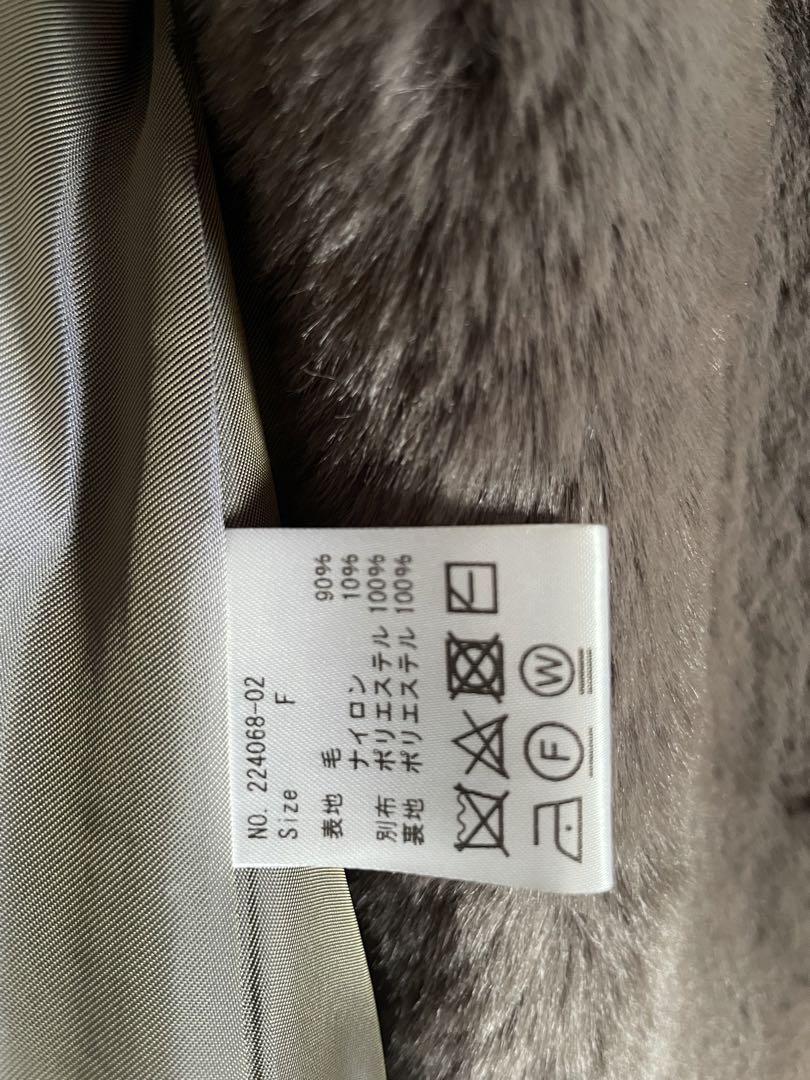 NO. 224068-02
Size F
表地 毛 90%
ナイロン 10%
別布 ポリエステル 100%
裏地 ポリエステル 100%
F W